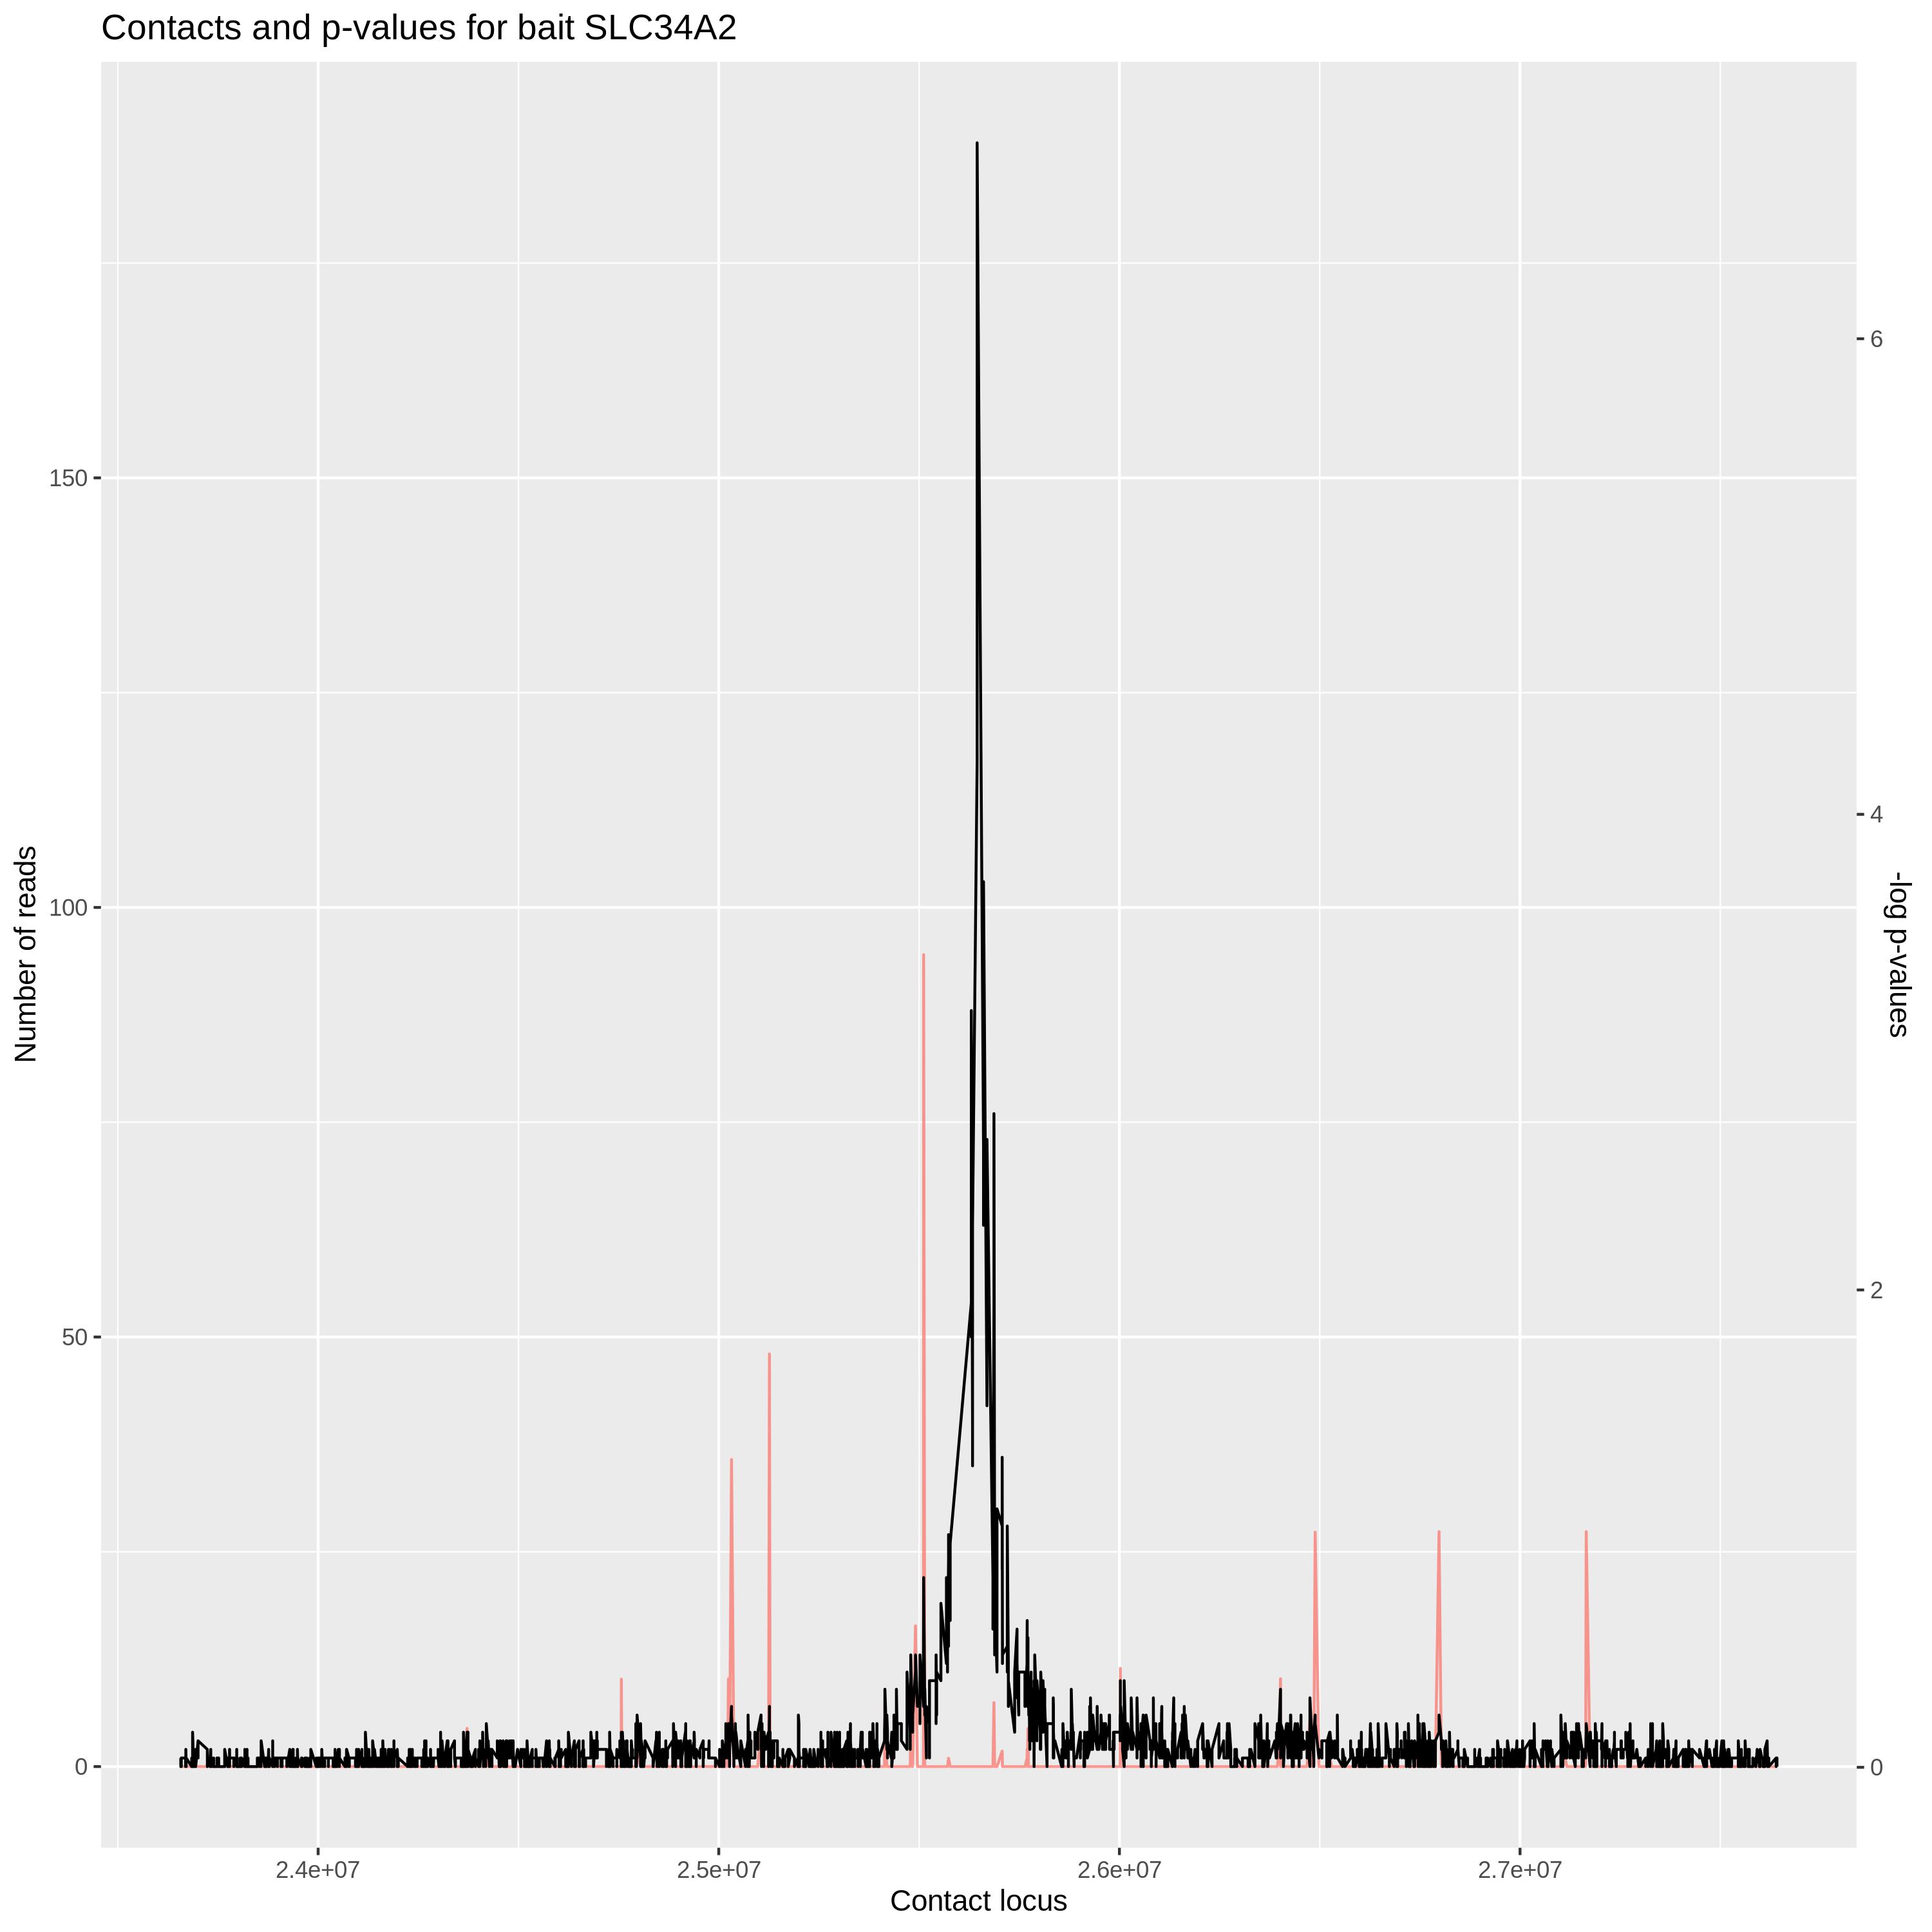 Contacts and p-values for bait SLC34A2
Number of reads
150
100
50
0
6
4
2
0
-log p-values
2.4e+07
2.5e+07
2.6e+07
2.7e+07
Contact locus